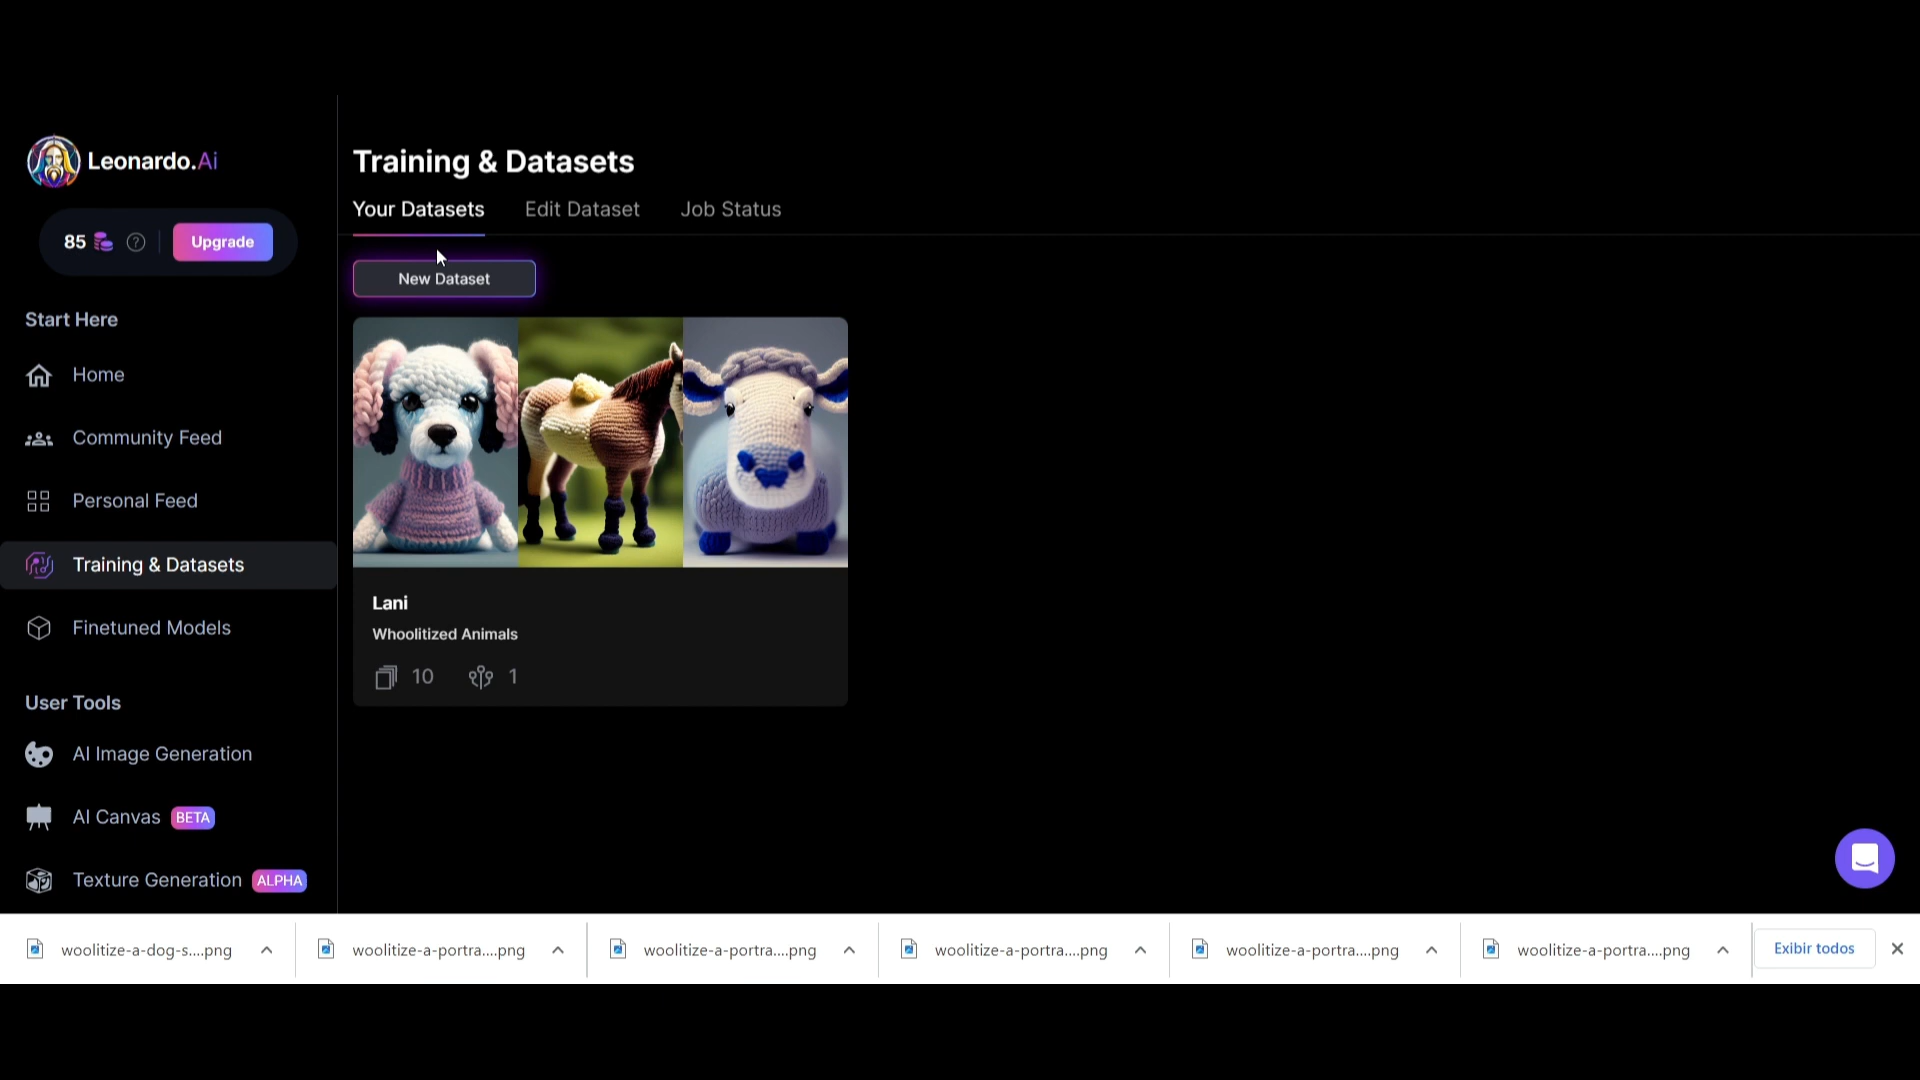 Leonardo.Ai
85
?
Upgrade
Start Here
Home
Community Feed
Personal Feed
Training & Datasets
Finetuned Models
User Tools
AI Image Generation
AI Canvas BETA
Texture Generation ALPHA
Training & Datasets
Your Datasets
Edit Dataset
Job Status
New Dataset
Lani
Whoolitized Animals
10
1
woolitize-a-dog-s....png
woolitize-a-portra....png
woolitize-a-portra....png
woolitize-a-portra....png
woolitize-a-portra....png
woolitize-a-portra....png
Exibir todos